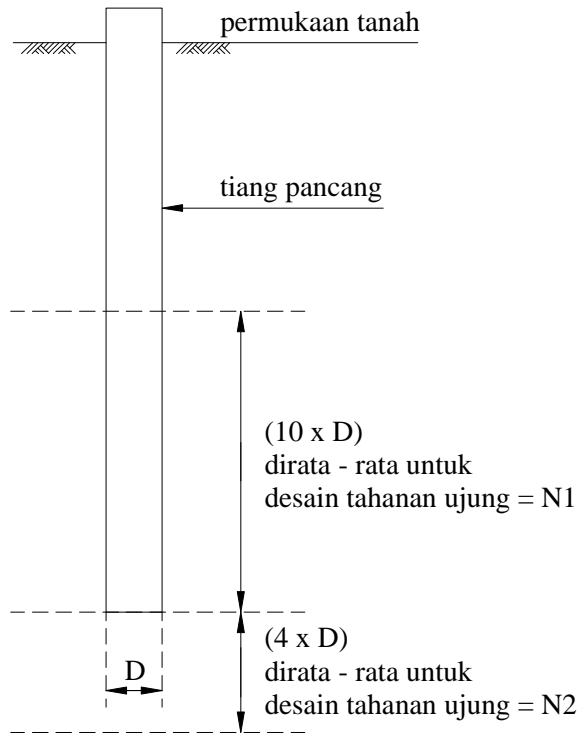 permukaan tanah
tiang pancang
(10 x D)
dirata - rata untuk
desain tahanan ujung = N1
(4 x D)
dirata - rata untuk
desain tahanan ujung = N2
D